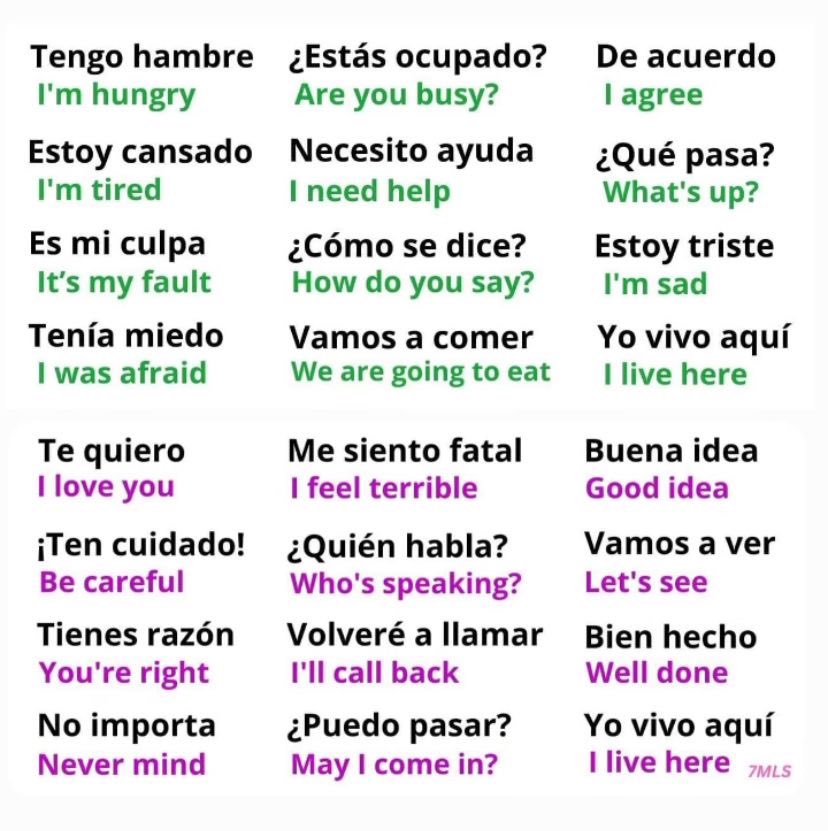 Tengo hambre
I'm hungry
¿Estás ocupado?
Are you busy?
De acuerdo
I agree
Estoy cansado
I'm tired
Necesito ayuda
I need help
¿Qué pasa?
What's up?
Es mi culpa
It’s my fault
¿Cómo se dice?
How do you say?
Estoy triste
I'm sad
Tenía miedo
I was afraid
Vamos a comer
We are going to eat
Yo vivo aquí
I live here
Te quiero
I love you
Me siento fatal
I feel terrible
Buena idea
Good idea
¡Ten cuidado!
Be careful
¿Quién habla?
Who's speaking?
Vamos a ver
Let's see
Tienes razón
You're right
Volveré a llamar
I'll call back
Bien hecho
Well done
No importa
Never mind
¿Puedo pasar?
May I come in?
Yo vivo aquí
I live here
7MLS